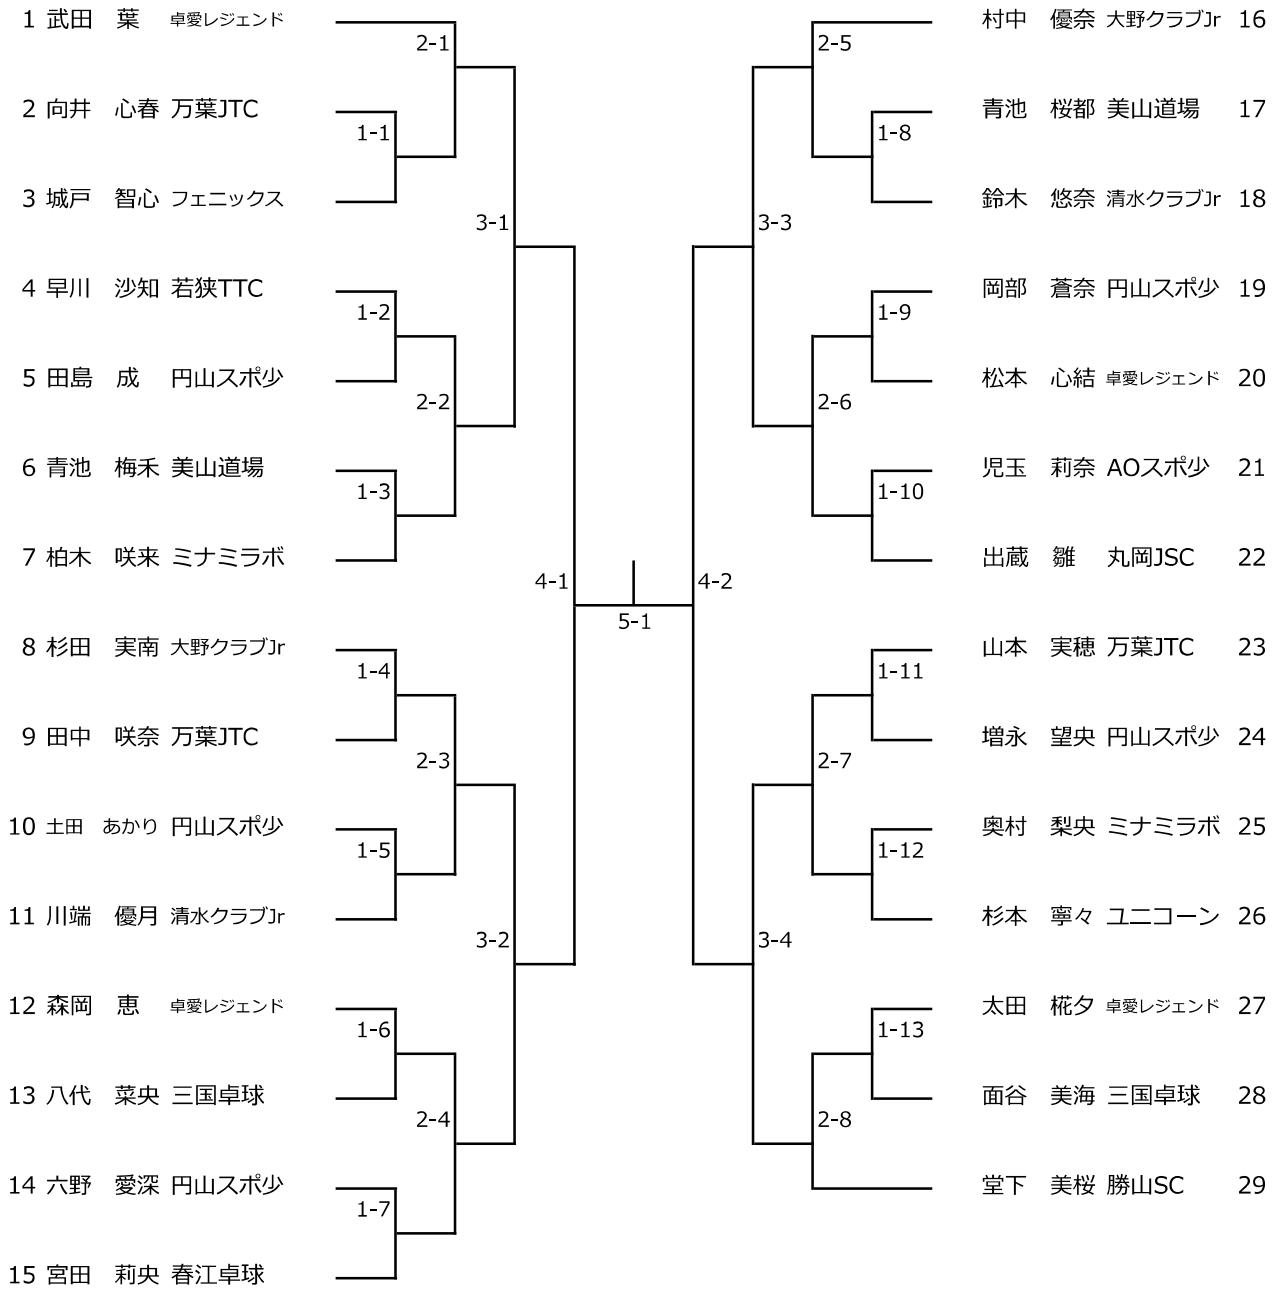 1 武田　葉　卓愛レジェンド
2-1
2 向井　心春 万葉JTC
1-1
3 城戸　智心 フェニックス
3-1
4 早川　沙知 若狭TTC
1-2
5 田島　成　円山スポ少
2-2
6 青池　梅禾 美山道場
1-3
7 柏木　咲来 ミナミラボ
4-1
8 杉田　実南 大野クラブJr
1-4
9 田中　咲奈 万葉JTC
2-3
10 土田　あかり 円山スポ少
1-5
11 川端　優月 清水クラブJr
3-2
12 森岡　恵　卓愛レジェンド
1-6
13 八代　菜央 三国卓球
2-4
14 六野　愛深 円山スポ少
1-7
15 宮田　莉央 春江卓球
5-1
村中　優奈 大野クラブJr 16
2-5
青池　桜都 美山道場 17
1-8
鈴木　悠奈 清水クラブJr 18
3-3
岡部　蒼奈 円山スポ少 19
1-9
松本　心結 卓愛レジェンド 20
2-6
児玉　莉奈 AOスポ少 21
1-10
出蔵　雛　丸岡JSC 22
4-2
山本　実穂 万葉JTC 23
1-11
増永　望央 円山スポ少 24
2-7
奥村　梨央 ミナミラボ 25
1-12
杉本　寧々 ユニコーン 26
3-4
太田　椛夕 卓愛レジェンド 27
1-13
面谷　美海 三国卓球 28
2-8
堂下　美桜 勝山SC 29